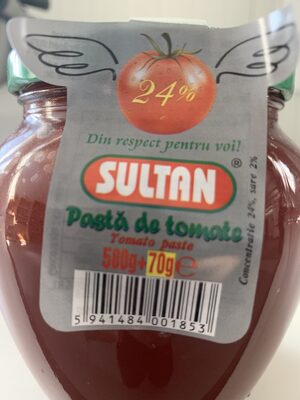 24%
Din respect pentru voi!
SULTAN®
Pastă de tomate
Tomato paste
580g+70g℮
Concentratie 24%, sare 2%
5 941484 001853